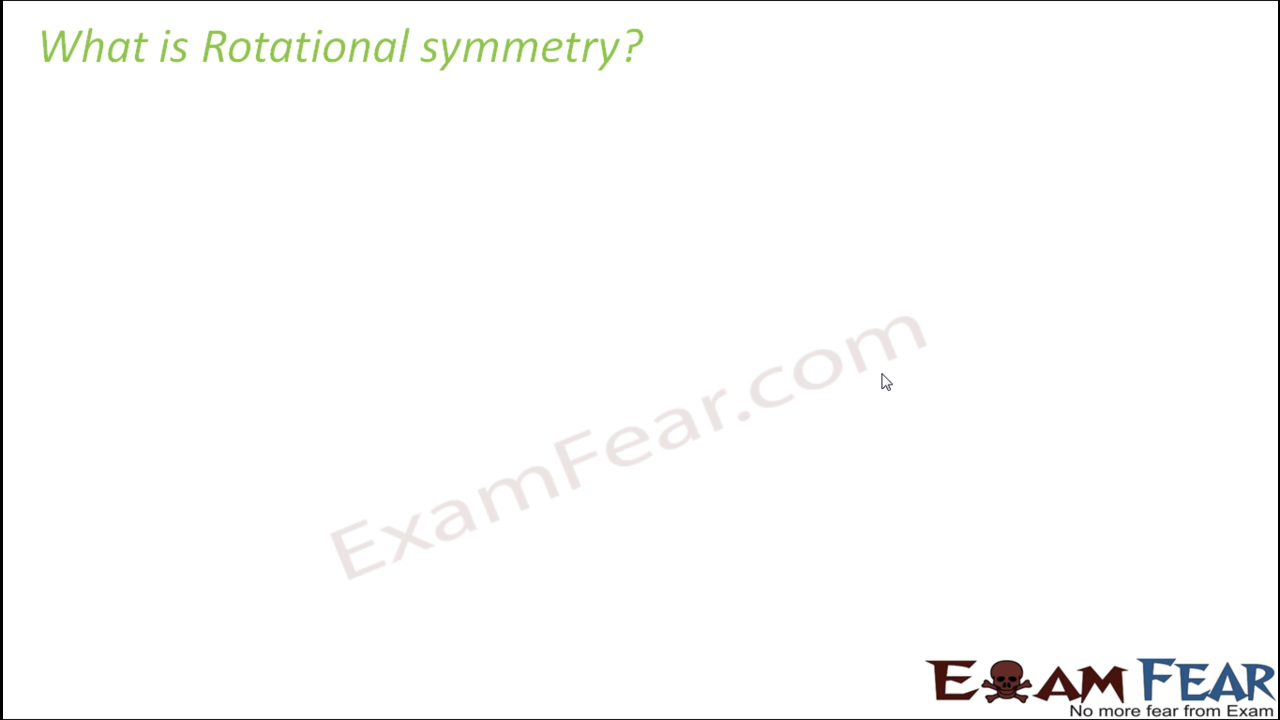 What is Rotational symmetry?
ExamFear.com
EXAM FEAR
No more fear from Exam